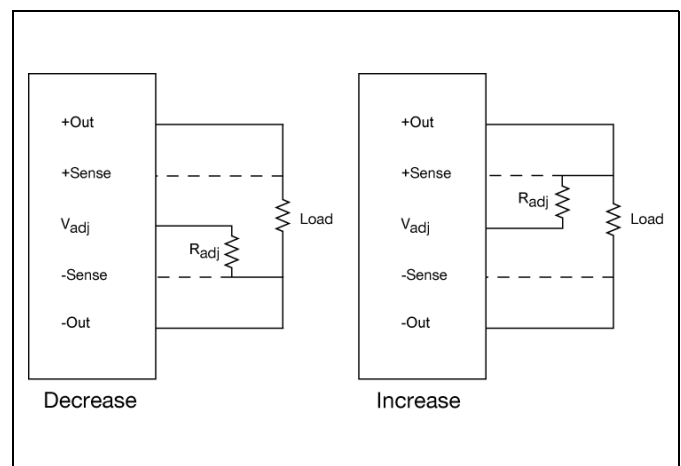 +Out
+Sense
Vadj
-Sense
-Out
Radj
Load
Decrease
+Out
+Sense
Vadj
-Sense
-Out
Radj
Load
Increase